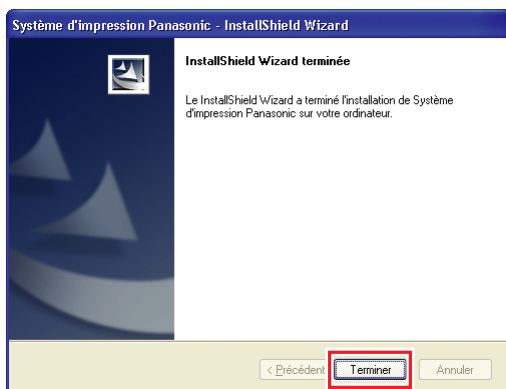 Système d'impression Panasonic - InstallShield Wizard
InstallShield Wizard terminée
Le InstallShield Wizard a terminé l'installation de Système
d'impression Panasonic sur votre ordinateur.
< Précédent
Terminer
Annuler